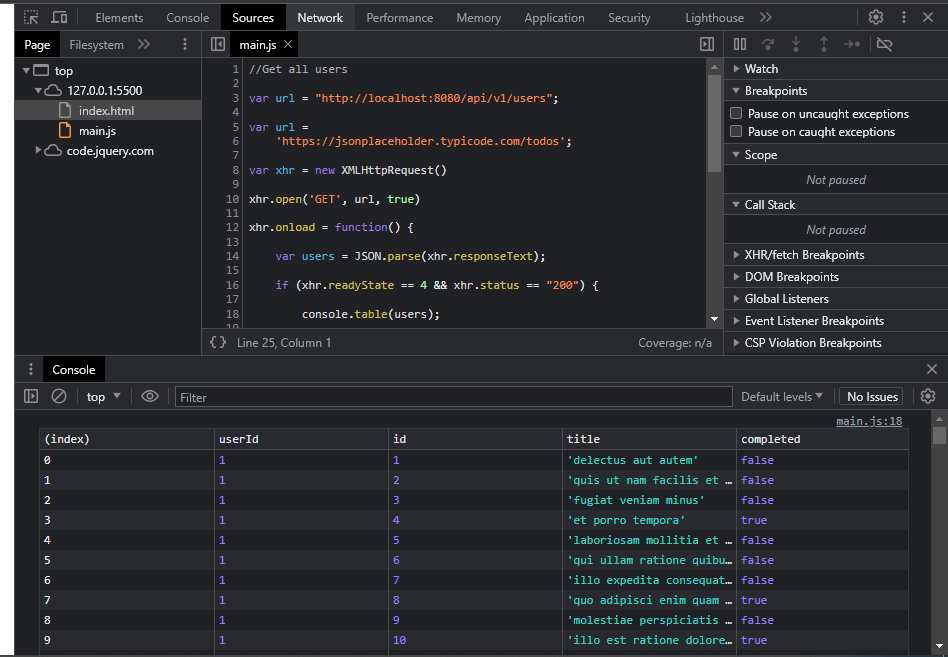 Elements Console Sources Network Performance Memory Application Security Lighthouse
Page Filesystem
main.js
top
127.0.0.1:5500
index.html
main.js
code.jquery.com
1 //Get all users
2
3 var url = "http://localhost:8080/api/v1/users";
4
5 var url =
6 'https://jsonplaceholder.typicode.com/todos';
7
8 var xhr = new XMLHttpRequest()
9
10 xhr.open('GET', url, true)
11
12 xhr.onload = function() {
13
14 var users = JSON.parse(xhr.responseText);
15
16 if (xhr.readyState == 4 && xhr.status == "200") {
17
18 console.table(users);
19
{} Line 25, Column 1 Coverage: n/a
Watch
Breakpoints
Pause on uncaught exceptions
Pause on caught exceptions
Scope
Not paused
Call Stack
Not paused
XHR/fetch Breakpoints
DOM Breakpoints
Global Listeners
Event Listener Breakpoints
CSP Violation Breakpoints
Console
top Filter Default levels No Issues
main.js:18
(index) userId id title completed
0 1 1 'delectus aut autem' false
1 1 2 'quis ut nam facilis et … false
2 1 3 'fugiat veniam minus' false
3 1 4 'et porro tempora' true
4 1 5 'laboriosam mollitia et … false
5 1 6 'qui ullam ratione quibu… false
6 1 7 'illo expedita consequat… false
7 1 8 'quo adipisci enim quam … true
8 1 9 'molestiae perspiciatis … false
9 1 10 'illo est ratione dolore… true